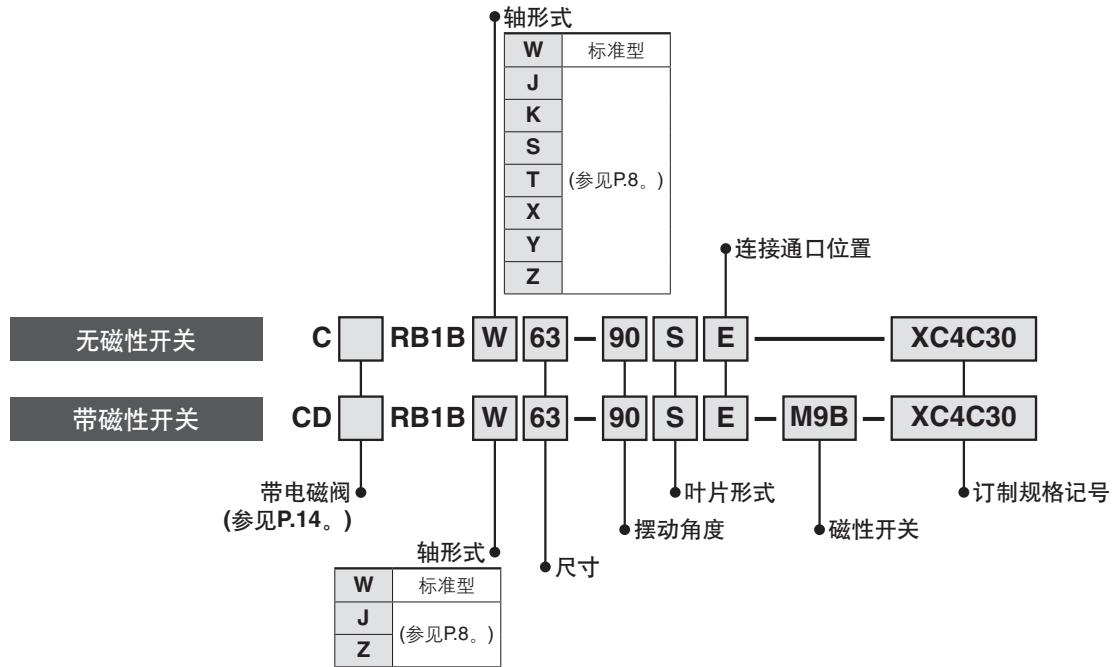 轴形式
W 标准型
J
K
S
T (参见P.8。)
X
Y
Z
连接通口位置
无磁性开关 C RB1B W 63 – 90 S E — XC4C30
带磁性开关 CD RB1B W 63 – 90 S E – M9B – XC4C30
带电磁阀
(参见P.14。)
叶片形式
订制规格记号
摆动角度
磁性开关
轴形式
尺寸
W 标准型
J (参见P.8。)
Z